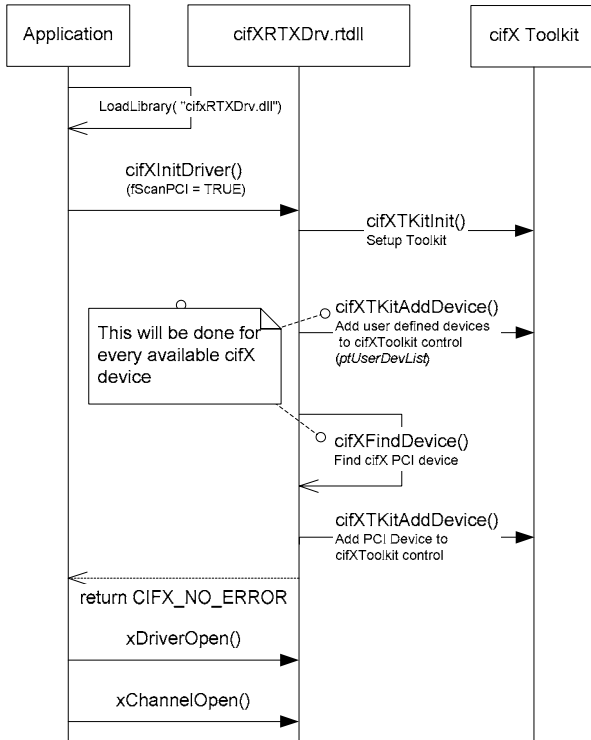 Application
cifXRTXDrv.rtdll
cifX Toolkit
LoadLibrary( "cifxRTXDrv.dll")
cifXInitDriver()
(fScanPCI = TRUE)
cifXTKitInit()
Setup Toolkit
This will be done for
every available cifX
device
cifXTKitAddDevice()
Add user defined devices
to cifXToolkit control
(ptUserDevList)
cifXFindDevice()
Find cifX PCI device
cifXTKitAddDevice()
Add PCI Device to
cifXToolkit control
return CIFX_NO_ERROR
xDriverOpen()
xChannelOpen()